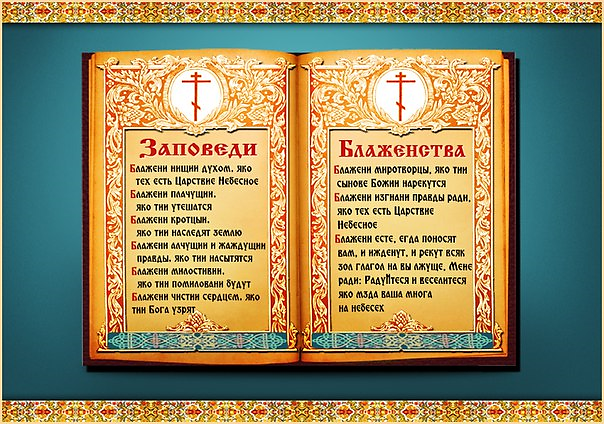 Заповеди
Блажени нищии духом, яко
тех есть Царствие Небесное
Блажени плачущии,
яко тии утешатся
Блажени кротцыи,
яко тии наследят землю
Блажени алчущии и жаждущии
правды, яко тии насытятся
Блажени милостивии,
яко тии помиловани будут
Блажени чистии сердцем, яко
тии Бога узрят
Блаженства
Блажени миротворцы, яко тии
сынове Божии нарекутся
Блажени изгнани правды ради,
яко тех есть Царствие
Небесное
Блажени есте, егда поносят
вам, и ижденут, и рекут всяк
зол глагол на вы лжуще, Мене
ради: РадуЙтеся и веселитеся
яко мзда ваша многа
на небесех